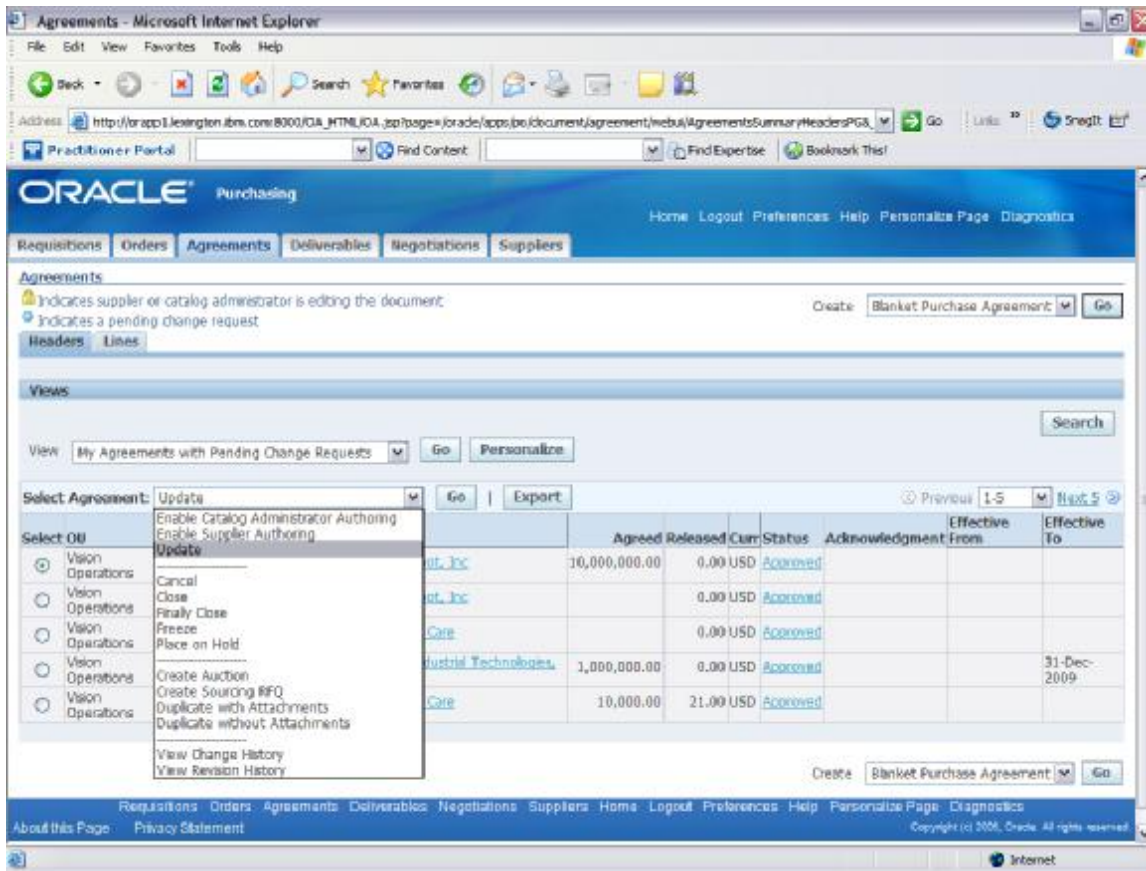 Agreements - Microsoft Internet Explorer
File Edit View Favorites Tools Help
Back Search Favorites
Address http://orapp1.lexington.ibm.com:8000/OA_HTML/OA.jsp?page=/oracle/apps/po/document/agreement/webui/AgreementsSummaryHeadersPG& Go Links » SnagIt
Practitioner Portal Find Content Find Expertise Bookmark This!
ORACLE Purchasing
Home Logout Preferences Help Personalize Page Diagnostics
Requisitions Orders Agreements Deliverables Negotiations Suppliers
Agreements
Indicates supplier or catalog administrator is editing the document
Indicates a pending change request
Create Blanket Purchase Agreement Go
Headers Lines
Views
Search
View My Agreements with Pending Change Requests Go Personalize
Select Agreement: Update Go | Export Previous 1-5 Next 5
Select OU Agreed Released Curr Status Acknowledgment Effective From Effective To
Enable Catalog Administrator Authoring
Enable Supplier Authoring
Update
--------------------
Cancel
Close
Finally Close
Freeze
Place on Hold
--------------------
Create Auction
Create Sourcing RFQ
Duplicate with Attachments
Duplicate without Attachments
--------------------
View Change History
View Revision History
Vision Operations Inc 10,000,000.00 0.00 USD Approved
Vision Operations Inc 0.00 USD Approved
Vision Operations Care 0.00 USD Approved
Vision Operations dustrial Technologies, 1,000,000.00 0.00 USD Approved 31-Dec-2009
Vision Operations Care 10,000.00 21.00 USD Approved
Create Blanket Purchase Agreement Go
Requisitions Orders Agreements Deliverables Negotiations Suppliers Home Logout Preferences Help Personalize Page Diagnostics
About this Page Privacy Statement Copyright (c) 2006, Oracle. All rights reserved.
Internet